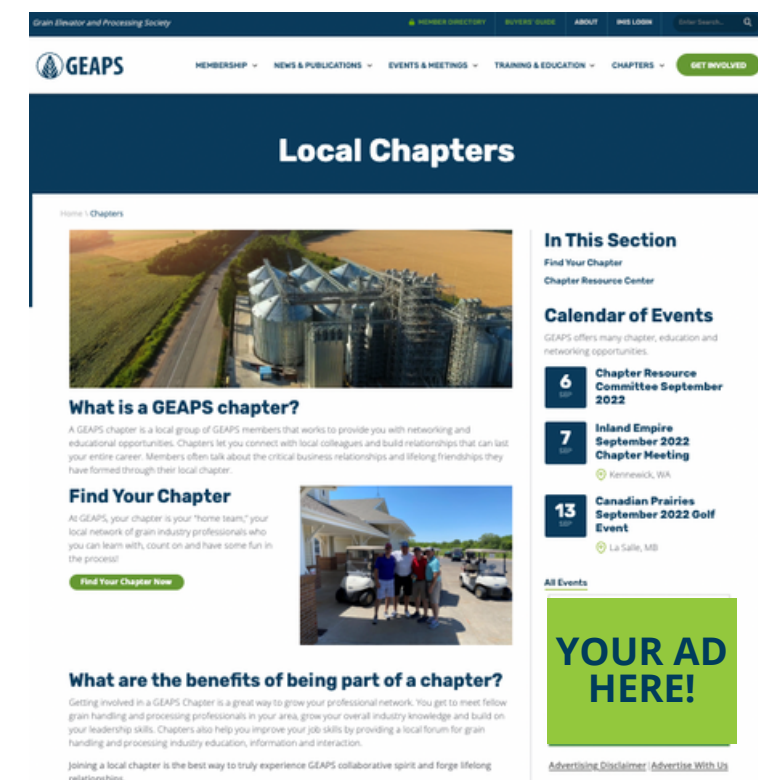 Grain Elevator and Processing Society
MEMBER DIRECTORY
BUYERS' GUIDE
ABOUT
IMIS LOGIN
Enter Search...
GEAPS
MEMBERSHIP
NEWS & PUBLICATIONS
EVENTS & MEETINGS
TRAINING & EDUCATION
CHAPTERS
GET INVOLVED
Local Chapters
Home \ Chapters
What is a GEAPS chapter?
A GEAPS chapter is a local group of GEAPS members that works to provide you with networking and
educational opportunities. Chapters let you connect with local colleagues and build relationships that can last
your entire career. Members often talk about the critical business relationships and lifelong friendships they
have formed through their local chapter.
Find Your Chapter
At GEAPS, your chapter is your "home team," your
local network of grain industry professionals who
you can learn with, count on and have some fun in
the process!
Find Your Chapter Now
What are the benefits of being part of a chapter?
Getting involved in a GEAPS Chapter is a great way to grow your professional network. You get to meet fellow
grain handling and processing professionals in your area, grow your overall industry knowledge and build on
your leadership skills. Chapters also help you improve your job skills by providing a local forum for grain
handling and processing industry education, information and interaction.
Joining a local chapter is the best way to truly experience GEAPS collaborative spirit and forge lifelong
relationships.
In This Section
Find Your Chapter
Chapter Resource Center
Calendar of Events
GEAPS offers many chapter, education and
networking opportunities.
6
SEP
Chapter Resource
Committee September
2022
7
SEP
Inland Empire
September 2022
Chapter Meeting
Kennewick, WA
13
SEP
Canadian Prairies
September 2022 Golf
Event
La Salle, MB
All Events
YOUR AD
HERE!
Advertising Disclaimer | Advertise With Us